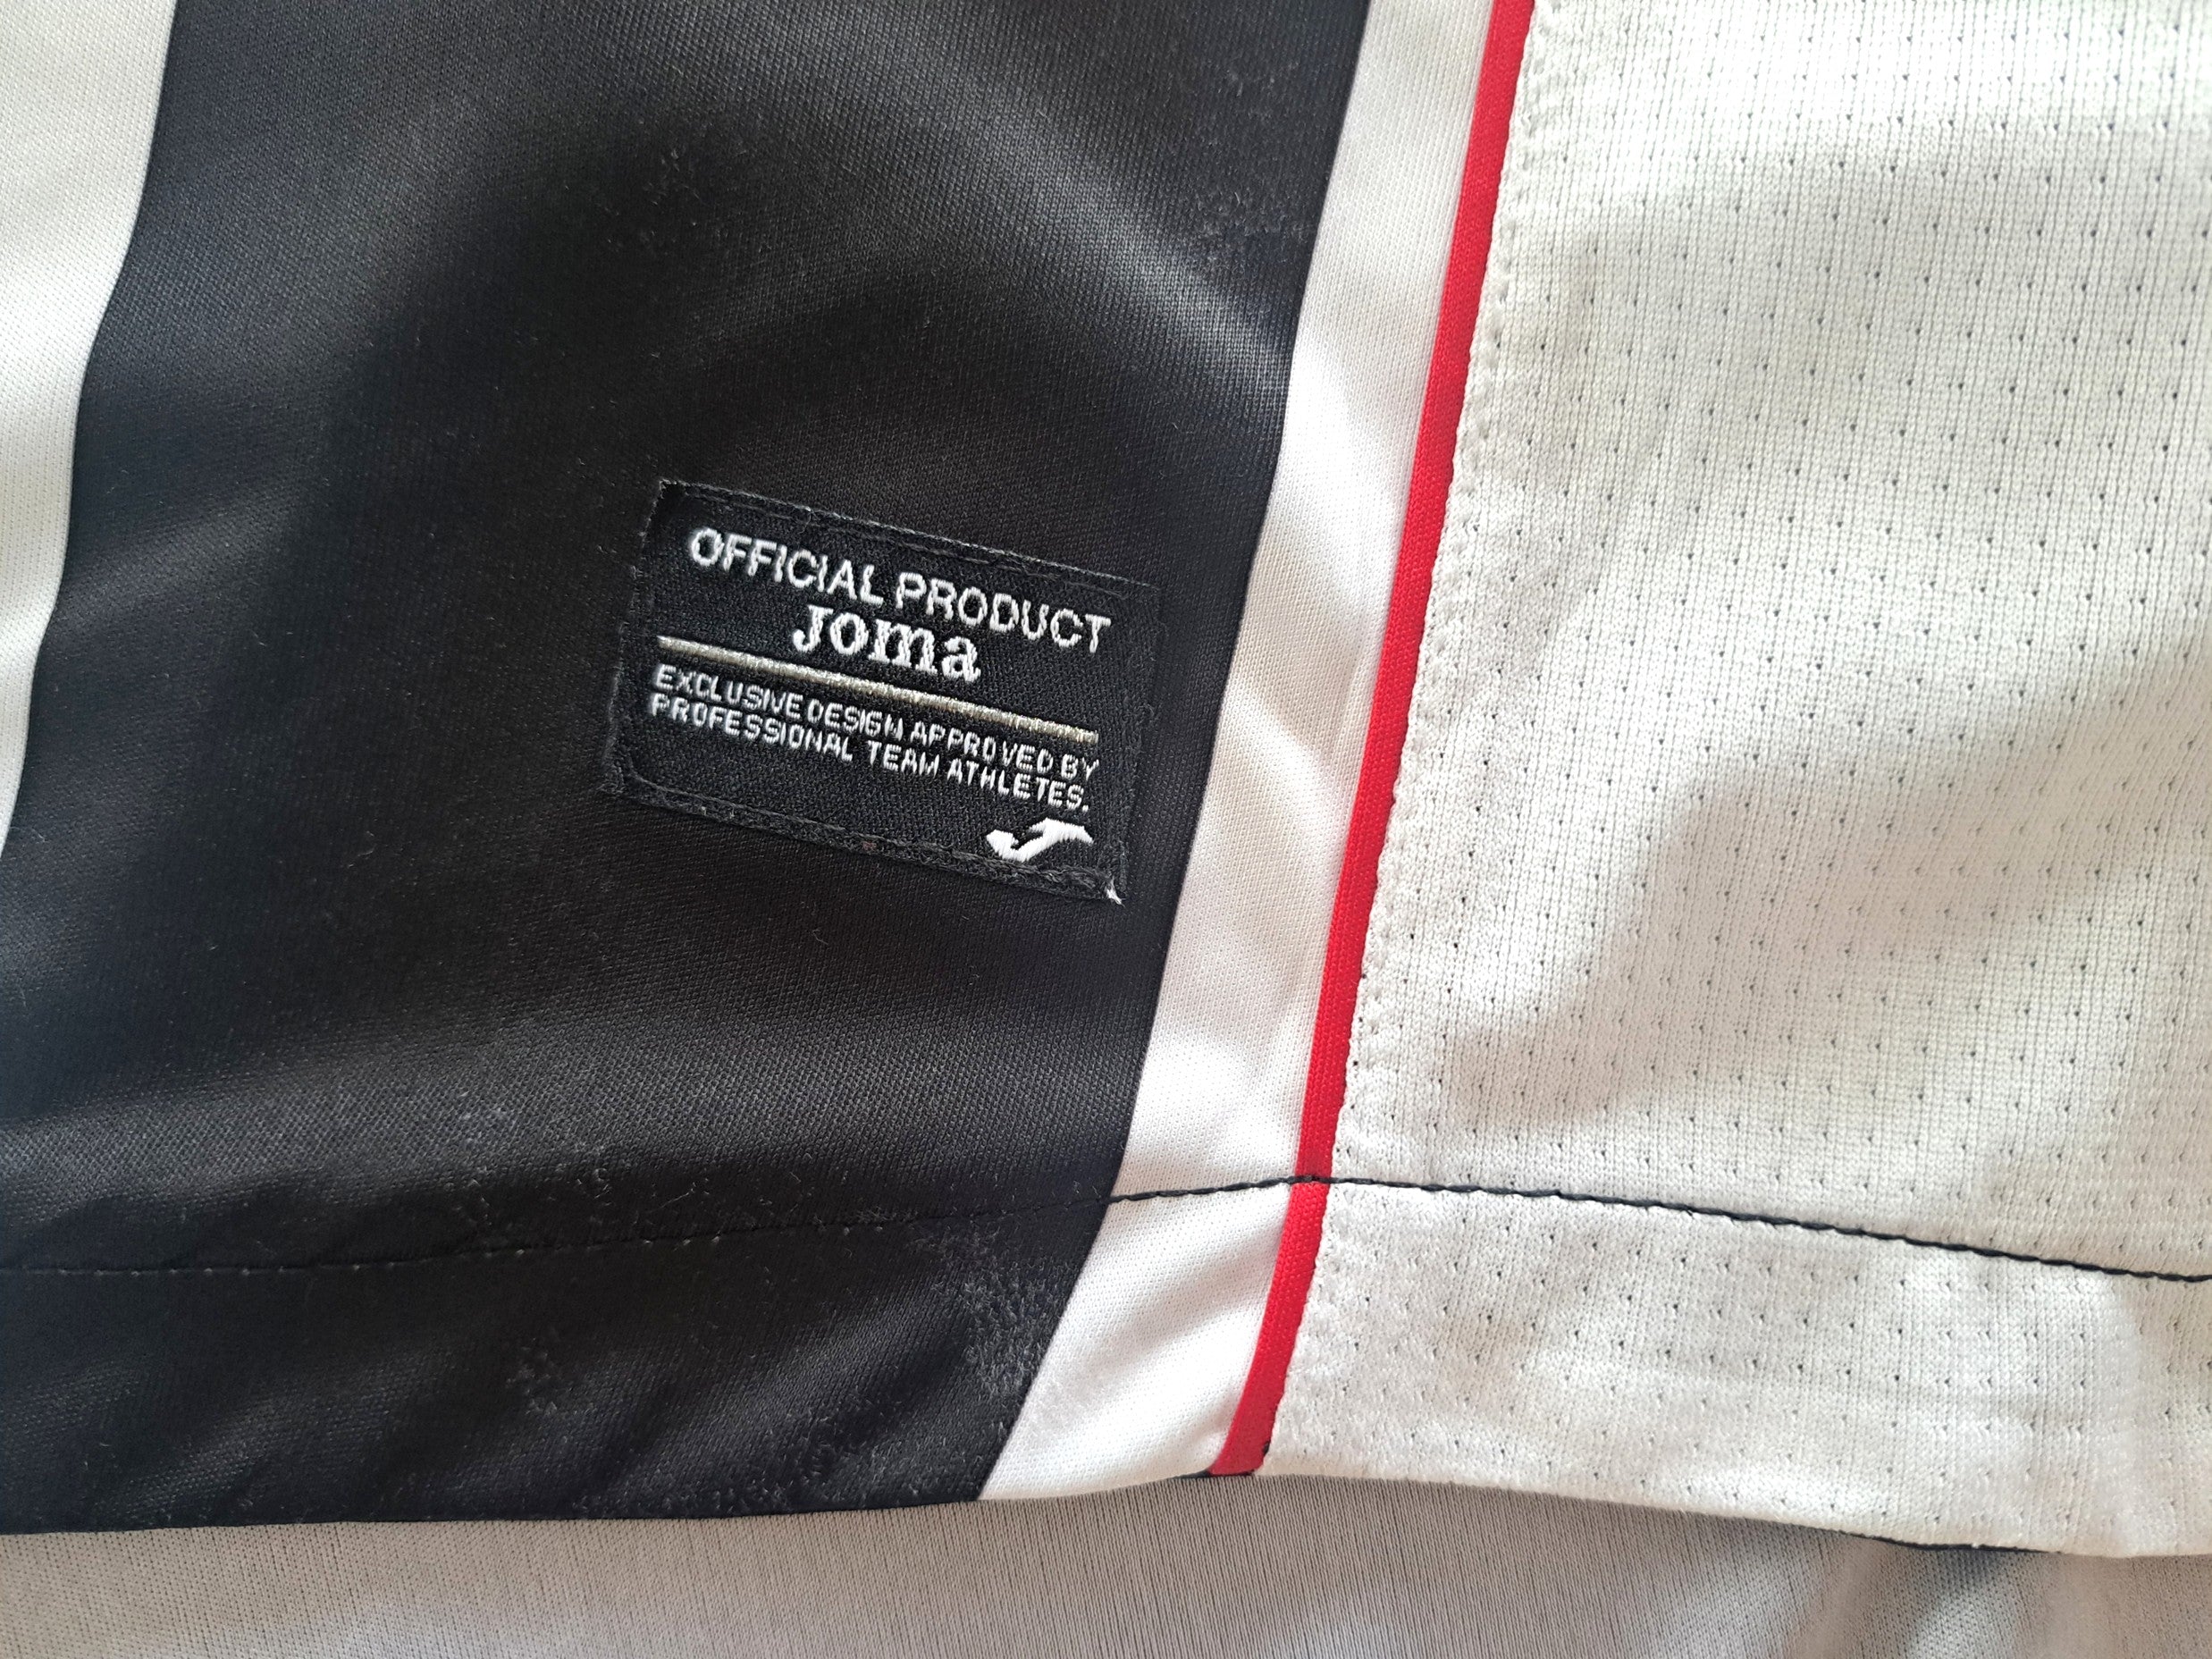 OFFICIAL PRODUCT
Joma
EXCLUSIVE DESIGN APPROVED BY
PROFESSIONAL TEAM ATHLETES.